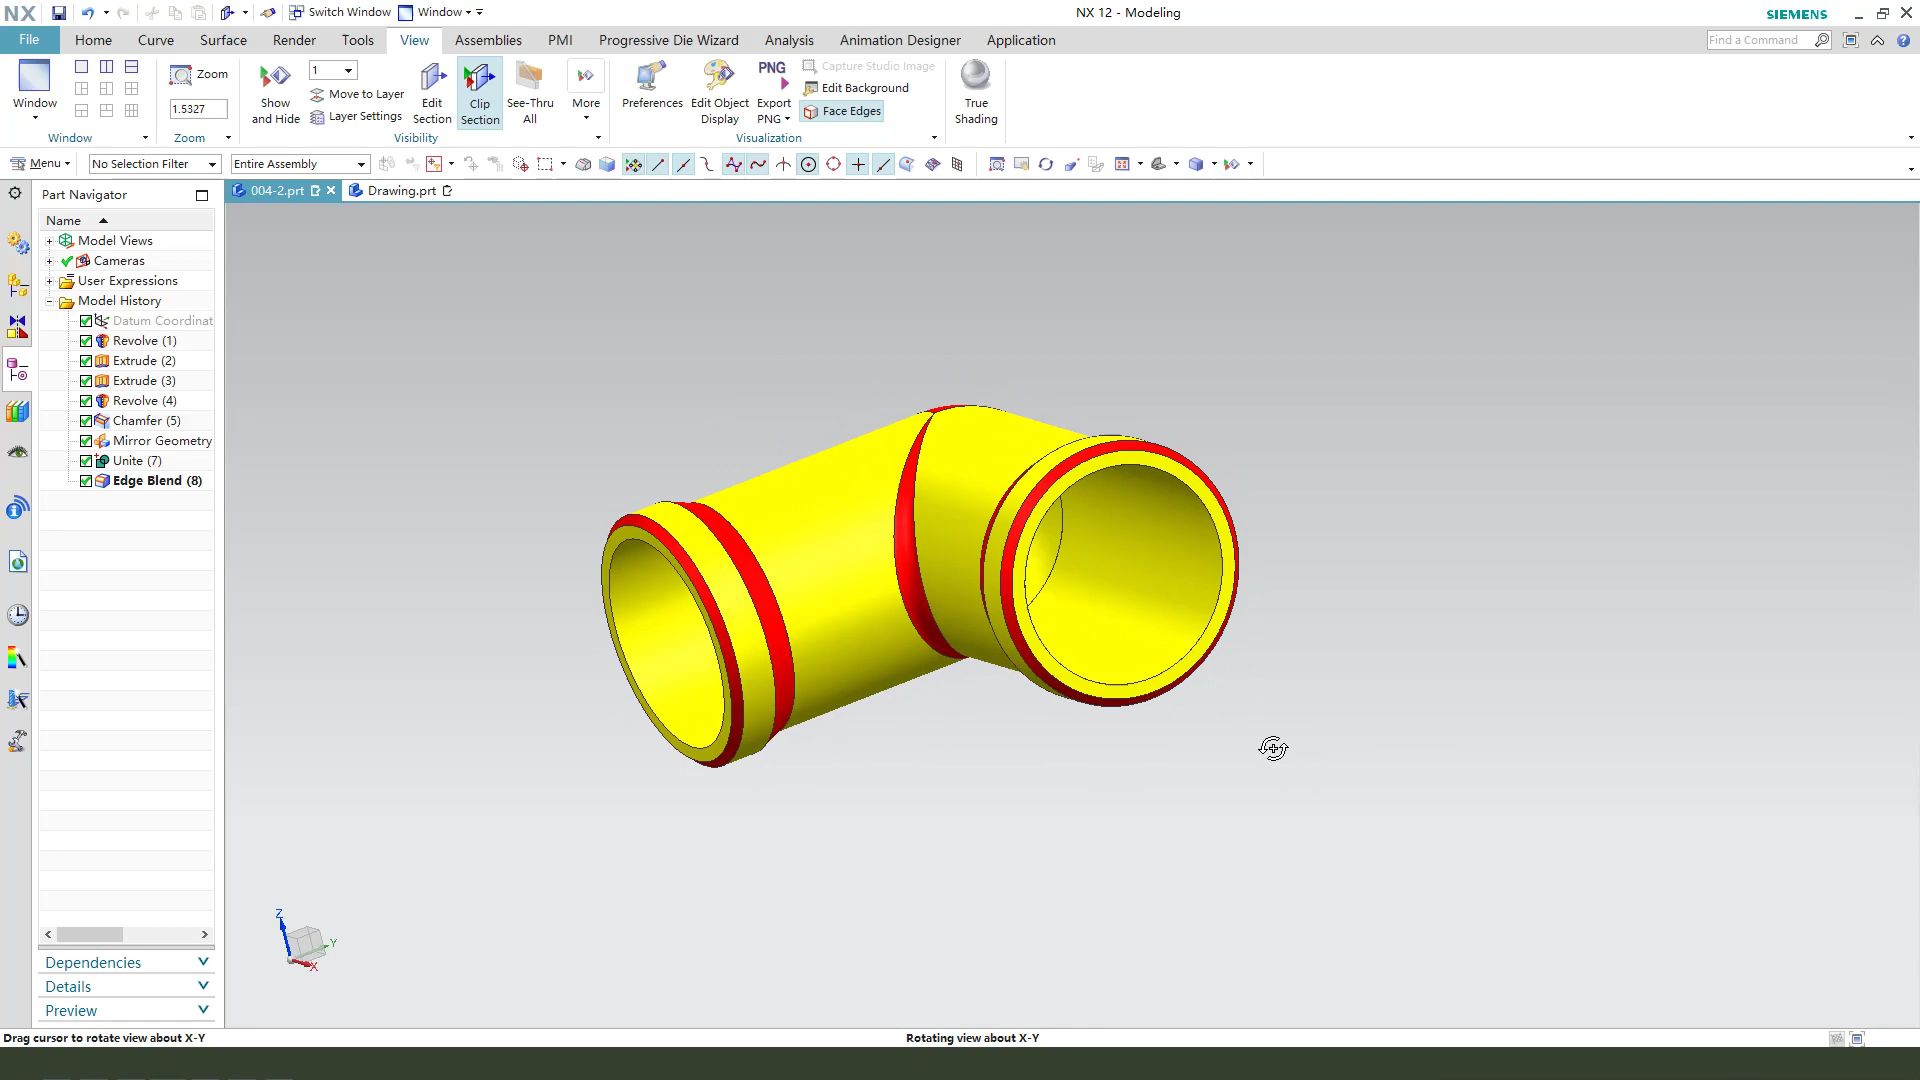 NX Switch Window Window NX 12 - Modeling SIEMENS
File Home Curve Surface Render Tools View Assemblies PMI Progressive Die Wizard Analysis Animation Designer Application Find a Command
Window
Window
Zoom
1.5327
Zoom
Show and Hide
1
Move to Layer
Layer Settings
Edit Section
Clip Section
See-Thru All
More
Visibility
Preferences
Edit Object Display
PNG
Export PNG
Capture Studio Image
Edit Background
Face Edges
Visualization
True Shading
Menu No Selection Filter Entire Assembly
Part Navigator
004-2.prt Drawing.prt
Name
Model Views
Cameras
User Expressions
Model History
Datum Coordinat
Revolve (1)
Extrude (2)
Extrude (3)
Revolve (4)
Chamfer (5)
Mirror Geometry
Unite (7)
Edge Blend (8)
Z
Y
X
Dependencies
Details
Preview
Drag cursor to rotate view about X-Y Rotating view about X-Y